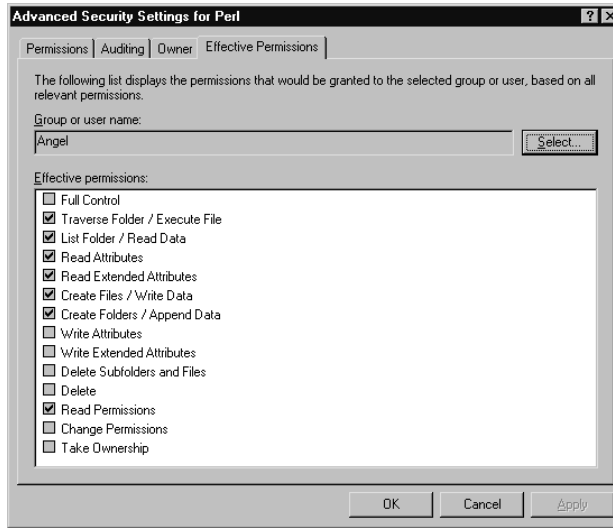 Advanced Security Settings for Perl
Permissions Auditing Owner Effective Permissions
The following list displays the permissions that would be granted to the selected group or user, based on all
relevant permissions.
Group or user name:
Angel Select...
Effective permissions:
Full Control
Traverse Folder / Execute File
List Folder / Read Data
Read Attributes
Read Extended Attributes
Create Files / Write Data
Create Folders / Append Data
Write Attributes
Write Extended Attributes
Delete Subfolders and Files
Delete
Read Permissions
Change Permissions
Take Ownership
OK Cancel Apply